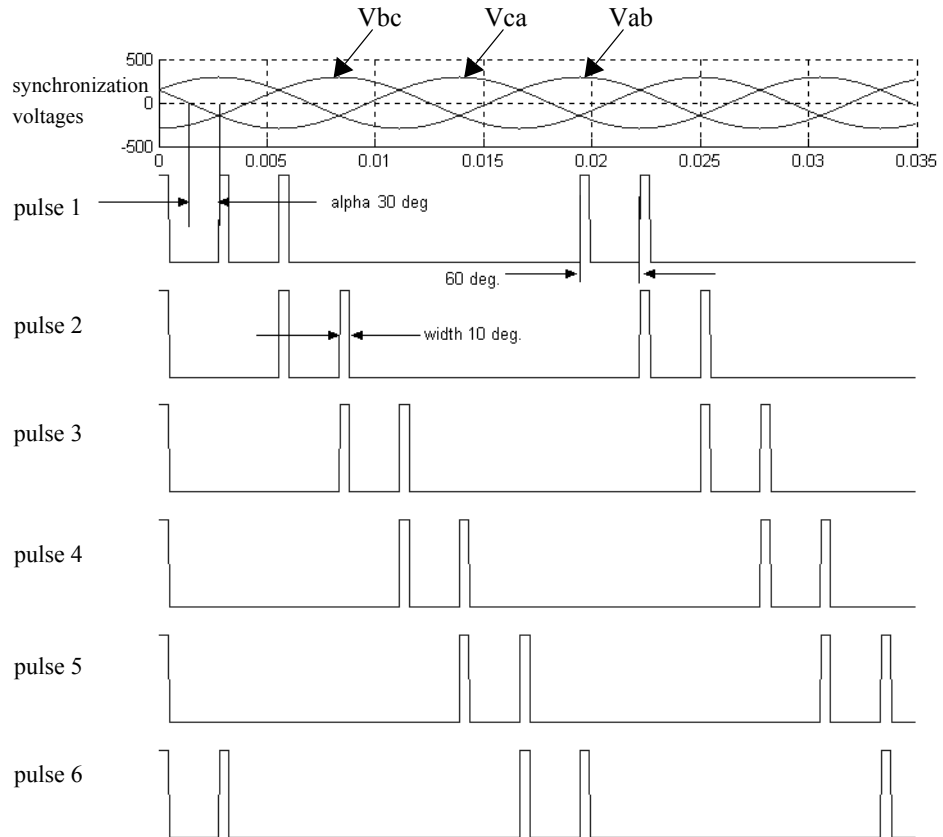 Vbc Vca Vab
500
synchronization
0
voltages
-500
0 0.005 0.01 0.015 0.02 0.025 0.03 0.035
pulse 1
alpha 30 deg
60 deg.
pulse 2
width 10 deg.
pulse 3
pulse 4
pulse 5
pulse 6